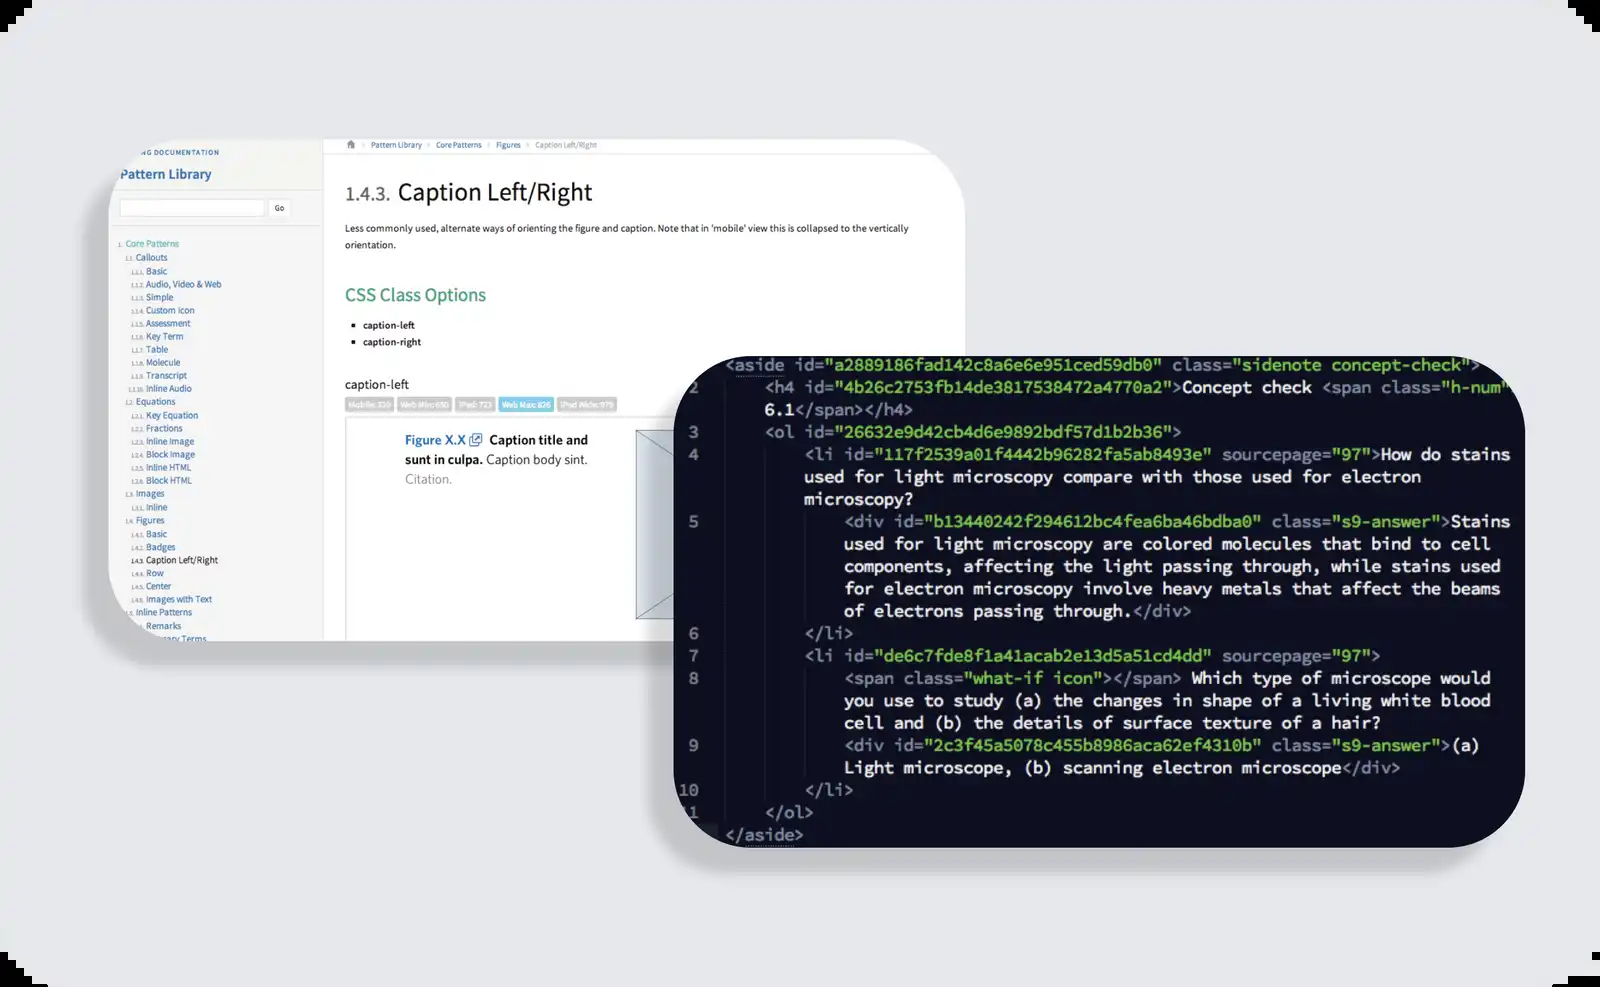 NG DOCUMENTATION
Pattern Library
Go
1. Core Patterns
1.1. Callouts
1.1.1. Basic
1.1.2. Audio, Video & Web
1.1.3. Simple
1.1.4. Custom Icon
1.1.5. Assessment
1.1.6. Key Term
1.1.7. Table
1.1.8. Molecule
1.1.9. Transcript
1.1.10. Inline Audio
1.2. Equations
1.2.1. Key Equation
1.2.2. Fractions
1.2.3. Inline Image
1.2.4. Block Image
1.2.5. Inline HTML
1.2.6. Block HTML
1.3. Images
1.3.1. Inline
1.4. Figures
1.4.1. Basic
1.4.2. Badges
1.4.3. Caption Left/Right
1.4.4. Row
1.4.5. Center
1.4.6. Images with Text
Inline Patterns
Remarks
Terms
Pattern Library Core Patterns Figures Caption Left/Right
1.4.3. Caption Left/Right
Less commonly used, alternate ways of orienting the figure and caption. Note that in 'mobile' view this is collapsed to the vertically
orientation.
CSS Class Options
caption-left
caption-right
caption-left
Mobile: 320 Web Min: 650 iPad: 723 Web Max: 826 iPad Wide: 979
Figure X.X Caption title and
sunt in culpa. Caption body sint.
Citation.
<aside id="a2889186fad142c8a6e6e951ced59db0" class="sidenote concept-check">
2 <h4 id="4b26c2753fb14de3817538472a4770a2">Concept check <span class="h-num"
6.1</span></h4>
3 <ol id="26632e9d42cb4d6e9892bdf57d1b2b36">
4 <li id="117f2539a01f4442b96282fa5ab8493e" sourcepage="97">How do stains
used for light microscopy compare with those used for electron
microscopy?
5 <div id="b13440242f294612bc4fea6ba46bdba0" class="s9-answer">Stains
used for light microscopy are colored molecules that bind to cell
components, affecting the light passing through, while stains used
for electron microscopy involve heavy metals that affect the beams
of electrons passing through.</div>
6 </li>
7 <li id="de6c7fde8f1a41acab2e13d5a51cd4dd" sourcepage="97">
8 <span class="what-if icon"></span> Which type of microscope would
you use to study (a) the changes in shape of a living white blood
cell and (b) the details of surface texture of a hair?
9 <div id="2c3f45a5078c455b8986aca62ef4310b" class="s9-answer">(a)
Light microscope, (b) scanning electron microscope</div>
10 </li>
11 </ol>
</aside>